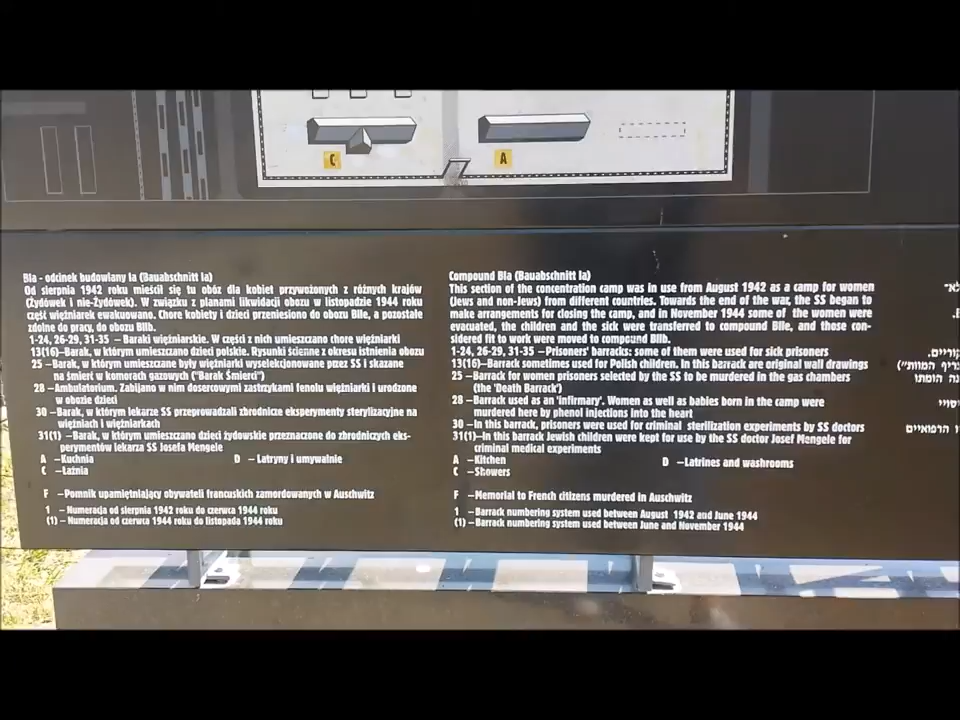 C
A
BIa - odcinek budowlany Ia (Bauabschnitt Ia)
Od sierpnia 1942 roku mieścił się tu obóz dla kobiet przywożonych z różnych krajów
(Żydówek i nie-Żydówek). W związku z planami likwidacji obozu w listopadzie 1944 roku
część więźniarek ewakuowano. Chore kobiety i dzieci przeniesiono do obozu BIIe, a pozostałe
zdolne do pracy, do obozu BIIb.
1-24, 26-29, 31-35 – Baraki więźniarskie. W części z nich umieszczano chore więźniarki
13(16)–Barak, w którym umieszczano dzieci polskie. Rysunki ścienne z okresu istnienia obozu
25 –Barak, w którym umieszczane były więźniarki wyselekcjonowane przez SS i skazane
na śmierć w komorach gazowych ("Barak Śmierci")
28 –Ambulatorium. Zabijano w nim dosercowymi zastrzykami fenolu więźniarki i urodzone
w obozie dzieci
30 –Barak, w którym lekarze SS przeprowadzali zbrodnicze eksperymenty sterylizacyjne na
więźniach i więźniarkach
31(1) –Barak, w którym umieszczano dzieci żydowskie przeznaczone do zbrodniczych eks-
perymentów lekarza SS Josefa Mengele
A –Kuchnia D –Latryny i umywalnie
C –Łaźnia
F –Pomnik upamiętniający obywateli francuskich zamordowanych w Auschwitz
1 – Numeracja od sierpnia 1942 roku do czerwca 1944 roku
(1) – Numeracja od czerwca 1944 roku do listopada 1944 roku
Compound BIa (Bauabschnitt Ia)
This section of the concentration camp was in use from August 1942 as a camp for women
(Jews and non-Jews) from different countries. Towards the end of the war, the SS began to
make arrangements for closing the camp, and in November 1944 some of the women were
evacuated, the children and the sick were transferred to compound BIIe, and those con-
sidered fit to work were moved to compound BIIb.
1-24, 26-29, 31-35 –Prisoners' barracks: some of them were used for sick prisoners
13(16)–Barrack sometimes used for Polish children. In this barrack are original wall drawings
25 –Barrack for women prisoners selected by the SS to be murdered in the gas chambers
(the 'Death Barrack')
28 –Barrack used as an 'infirmary'. Women as well as babies born in the camp were
murdered here by phenol injections into the heart
30 –In this barrack, prisoners were used for criminal sterilization experiments by SS doctors
31(1)–In this barrack Jewish children were kept for use by the SS doctor Josef Mengele for
criminal medical experiments
A –Kitchen D –Latrines and washrooms
C –Showers
F –Memorial to French citizens murdered in Auschwitz
1 –Barrack numbering system used between August 1942 and June 1944
(1) –Barrack numbering system used between June and November 1944
הרפואיים